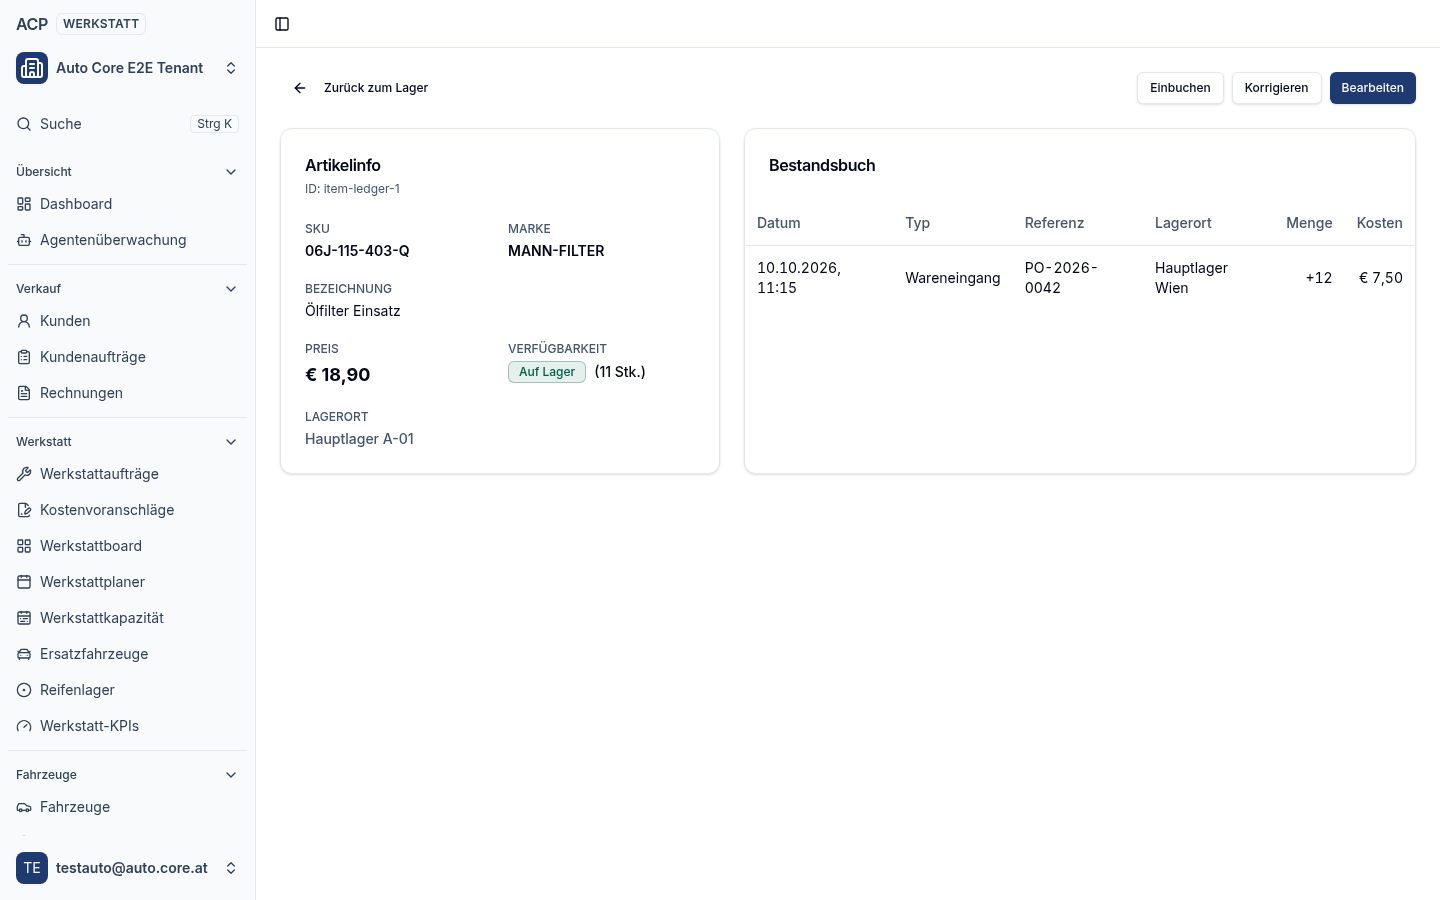 ACP WERKSTATT
Auto Core E2E Tenant
Suche Strg K
Übersicht
Dashboard
Agentenüberwachung
Verkauf
Kunden
Kundenaufträge
Rechnungen
Werkstatt
Werkstattaufträge
Kostenvoranschläge
Werkstattboard
Werkstattplaner
Werkstattkapazität
Ersatzfahrzeuge
Reifenlager
Werkstatt-KPIs
Fahrzeuge
Fahrzeuge
TE testauto@auto.core.at
Zurück zum Lager
Einbuchen Korrigieren Bearbeiten
Artikelinfo
ID: item-ledger-1
SKU MARKE
06J-115-403-Q MANN-FILTER
BEZEICHNUNG
Ölfilter Einsatz
PREIS VERFÜGBARKEIT
€ 18,90 Auf Lager (11 Stk.)
LAGERORT
Hauptlager A-01
Bestandsbuch
Datum Typ Referenz Lagerort Menge Kosten
10.10.2026, 11:15 Wareneingang PO-2026-0042 Hauptlager Wien +12 € 7,50